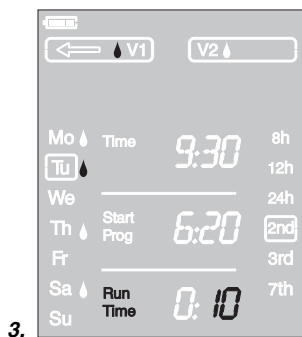 V1 V2
Mo Time 9:30 8h
Tu 12h
We 24h
Th Start Prog 6:20 2nd
Fr 3rd
Sa Run Time 0: 10 7th
Su
3.